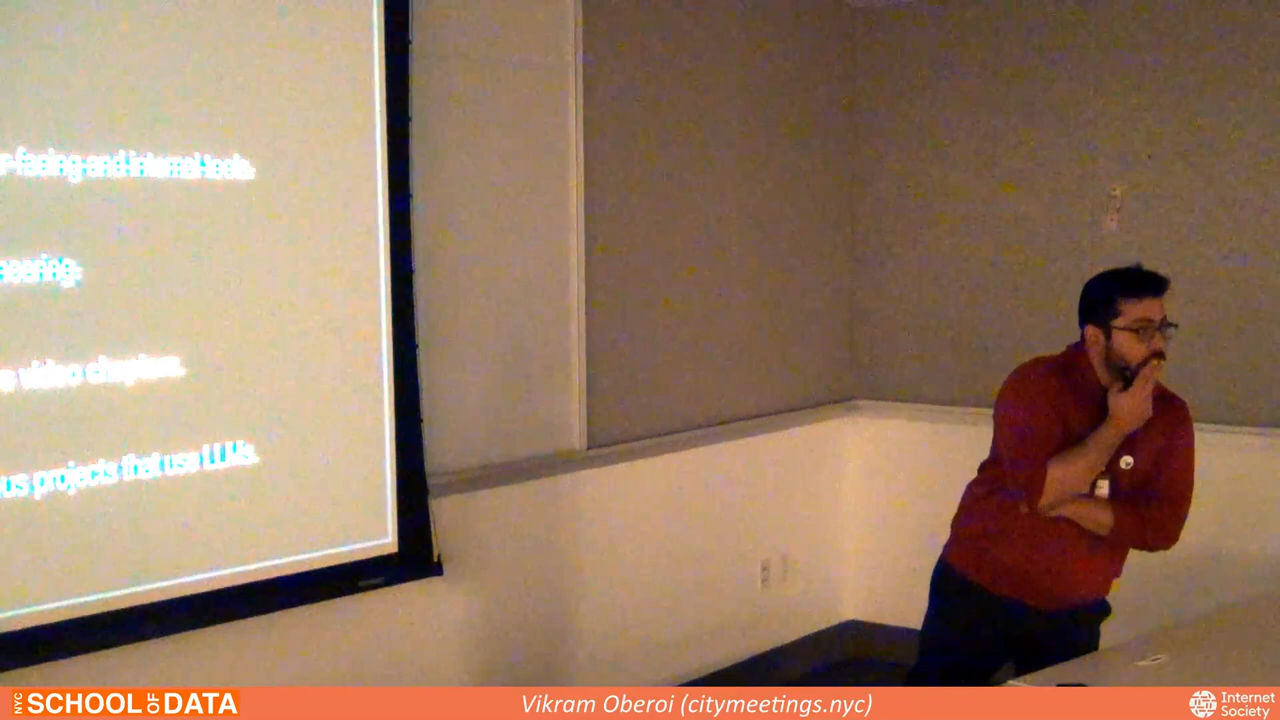 r-facing and internal tools.
neering:
video chapters.
us projects that use LLMs.
NYC SCHOOL OF DATA
Vikram Oberoi (citymeetings.nyc)
Internet
Society